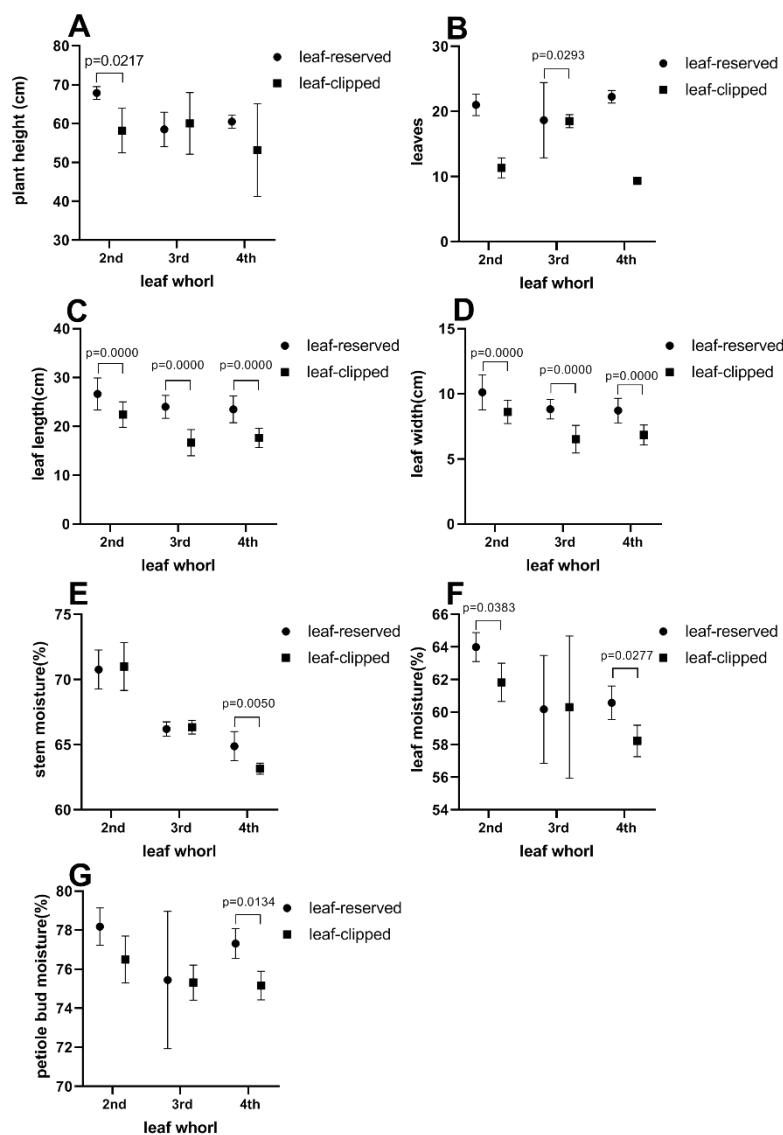 A
plant height (cm)
80
70
60
50
40
30
p=0.0217
leaf-reserved
leaf-clipped
2nd 3rd 4th
leaf whorl
B
leaves
30
20
10
0
p=0.0293
leaf-reserved
leaf-clipped
2nd 3rd 4th
leaf whorl
C
leaf length(cm)
40
30
20
10
0
p=0.0000 p=0.0000 p=0.0000
leaf-reserved
leaf-clipped
2nd 3rd 4th
leaf whorl
D
leaf width(cm)
15
10
5
0
p=0.0000 p=0.0000 p=0.0000
leaf-reserved
leaf-clipped
2nd 3rd 4th
leaf whorl
E
stem moisture(%)
75
70
65
60
p=0.0050
leaf-reserved
leaf-clipped
2nd 3rd 4th
leaf whorl
F
leaf moisture(%)
66
64
62
60
58
56
54
p=0.0383
p=0.0277
leaf-reserved
leaf-clipped
2nd 3rd 4th
leaf whorl
G
petiole bud moisture(%)
80
78
76
74
72
70
p=0.0134
leaf-reserved
leaf-clipped
2nd 3rd 4th
leaf whorl